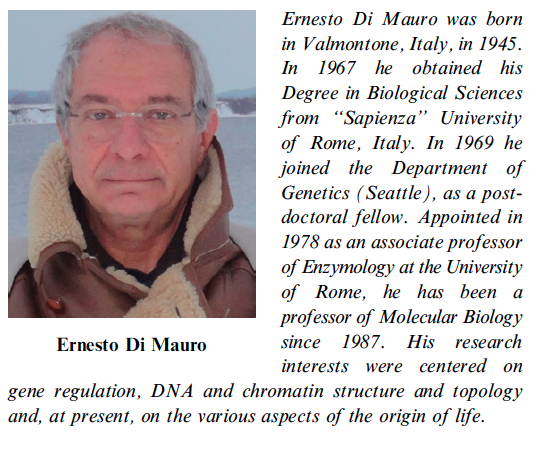 Ernesto Di Mauro was born
in Valmontone, Italy, in 1945.
In 1967 he obtained his
Degree in Biological Sciences
from “Sapienza” University
of Rome, Italy. In 1969 he
joined the Department of
Genetics (Seattle), as a post-
doctoral fellow. Appointed in
1978 as an associate professor
of Enzymology at the University
of Rome, he has been a
professor of Molecular Biology
since 1987. His research
interests were centered on
gene regulation, DNA and chromatin structure and topology
and, at present, on the various aspects of the origin of life.
Ernesto Di Mauro